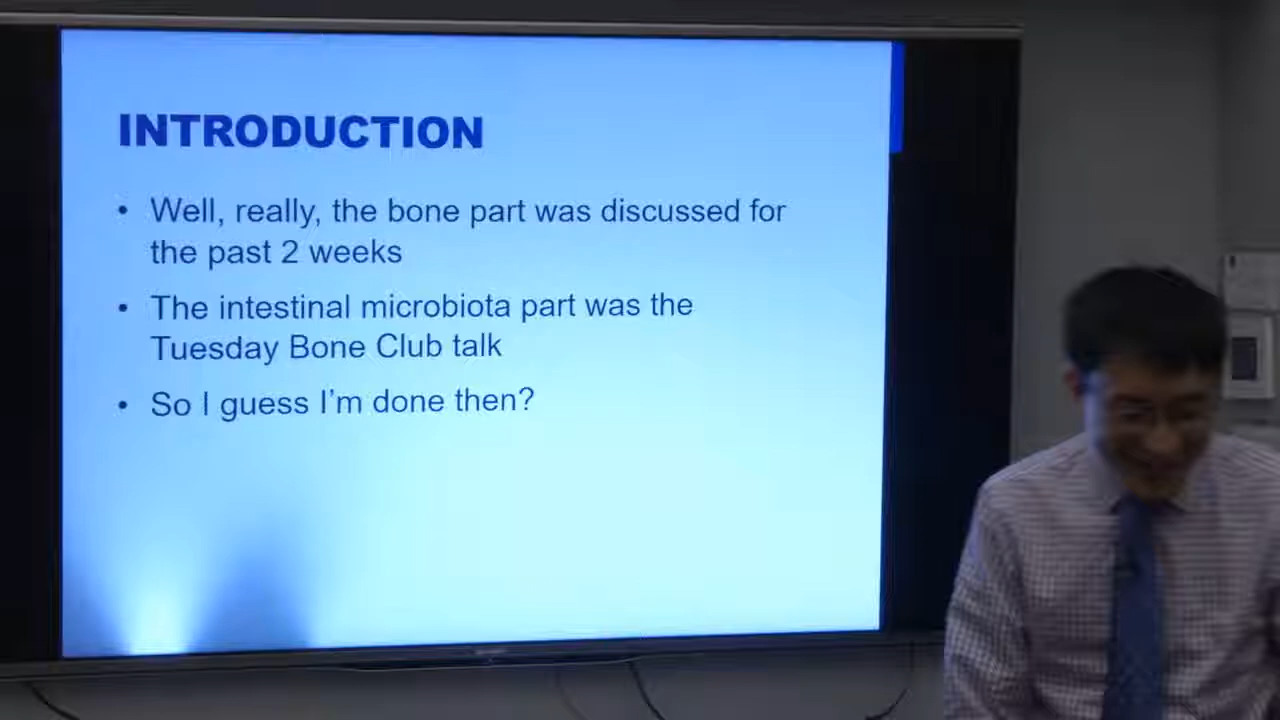 INTRODUCTION
• Well, really, the bone part was discussed for
the past 2 weeks
• The intestinal microbiota part was the
Tuesday Bone Club talk
• So I guess I'm done then?